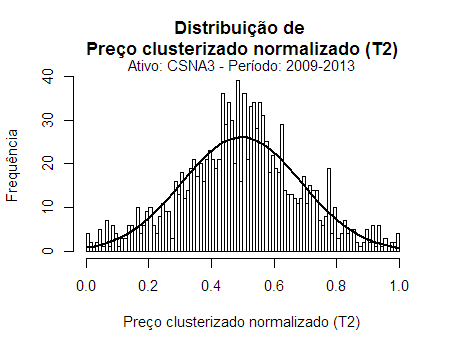 Distribuição de
Preço clusterizado normalizado (T2)
Ativo: CSNA3 - Período: 2009-2013
Frequência
40
30
20
10
0
0.0 0.2 0.4 0.6 0.8 1.0
Preço clusterizado normalizado (T2)